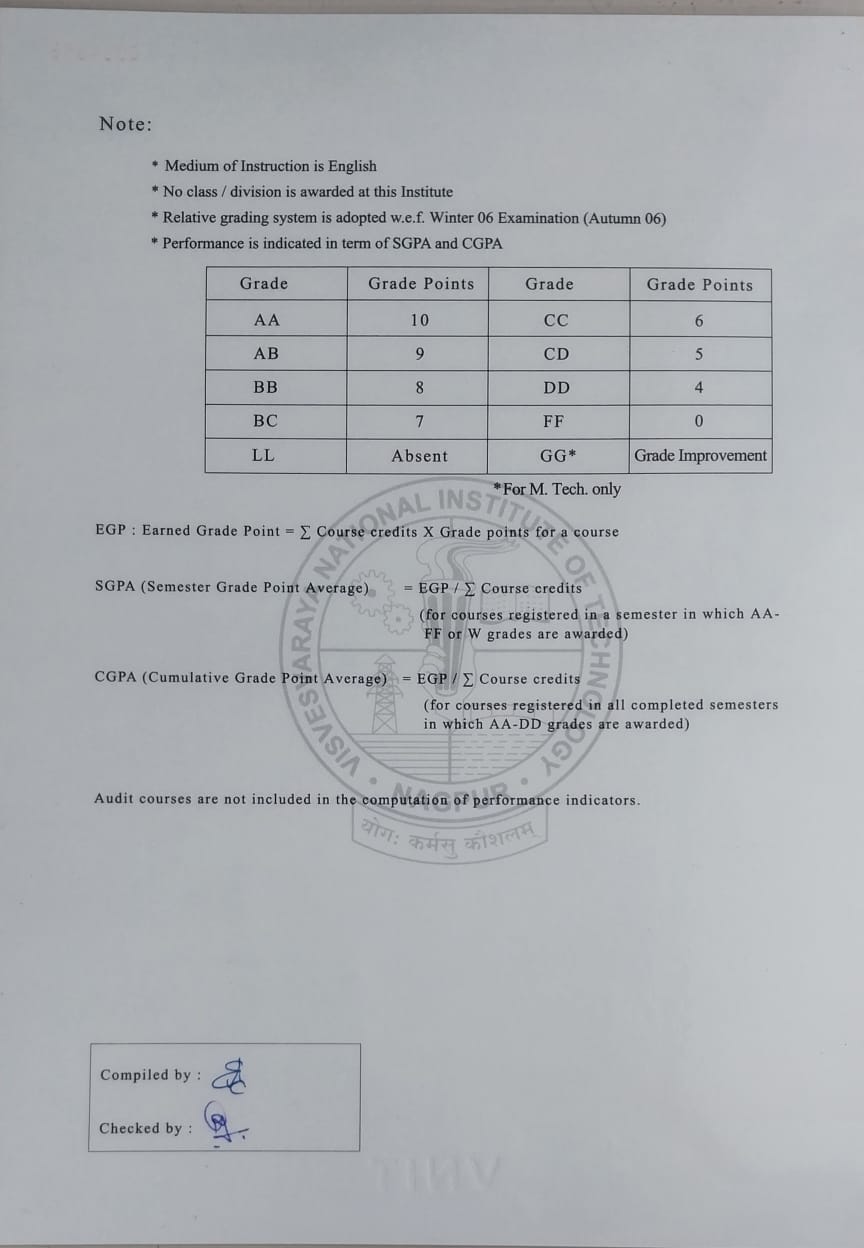 Note:
* Medium of Instruction is English
* No class / division is awarded at this Institute
* Relative grading system is adopted w.e.f. Winter 06 Examination (Autumn 06)
* Performance is indicated in term of SGPA and CGPA
Grade Grade Points Grade Grade Points
AA 10 CC 6
AB 9 CD 5
BB 8 DD 4
BC 7 FF 0
LL Absent GG* Grade Improvement
*For M. Tech. only
EGP : Earned Grade Point = ∑ Course credits X Grade points for a course
SGPA (Semester Grade Point Average) = EGP / ∑ Course credits
(for courses registered in a semester in which AA-
FF or W grades are awarded)
CGPA (Cumulative Grade Point Average) = EGP / ∑ Course credits
(for courses registered in all completed semesters
in which AA-DD grades are awarded)
Audit courses are not included in the computation of performance indicators.
VISVESVARAYA NATIONAL INSTITUTE OF TECHNOLOGY
• NAGPUR •
योगः कर्मसु कौशलम्
Compiled by :
Checked by :
VNIT